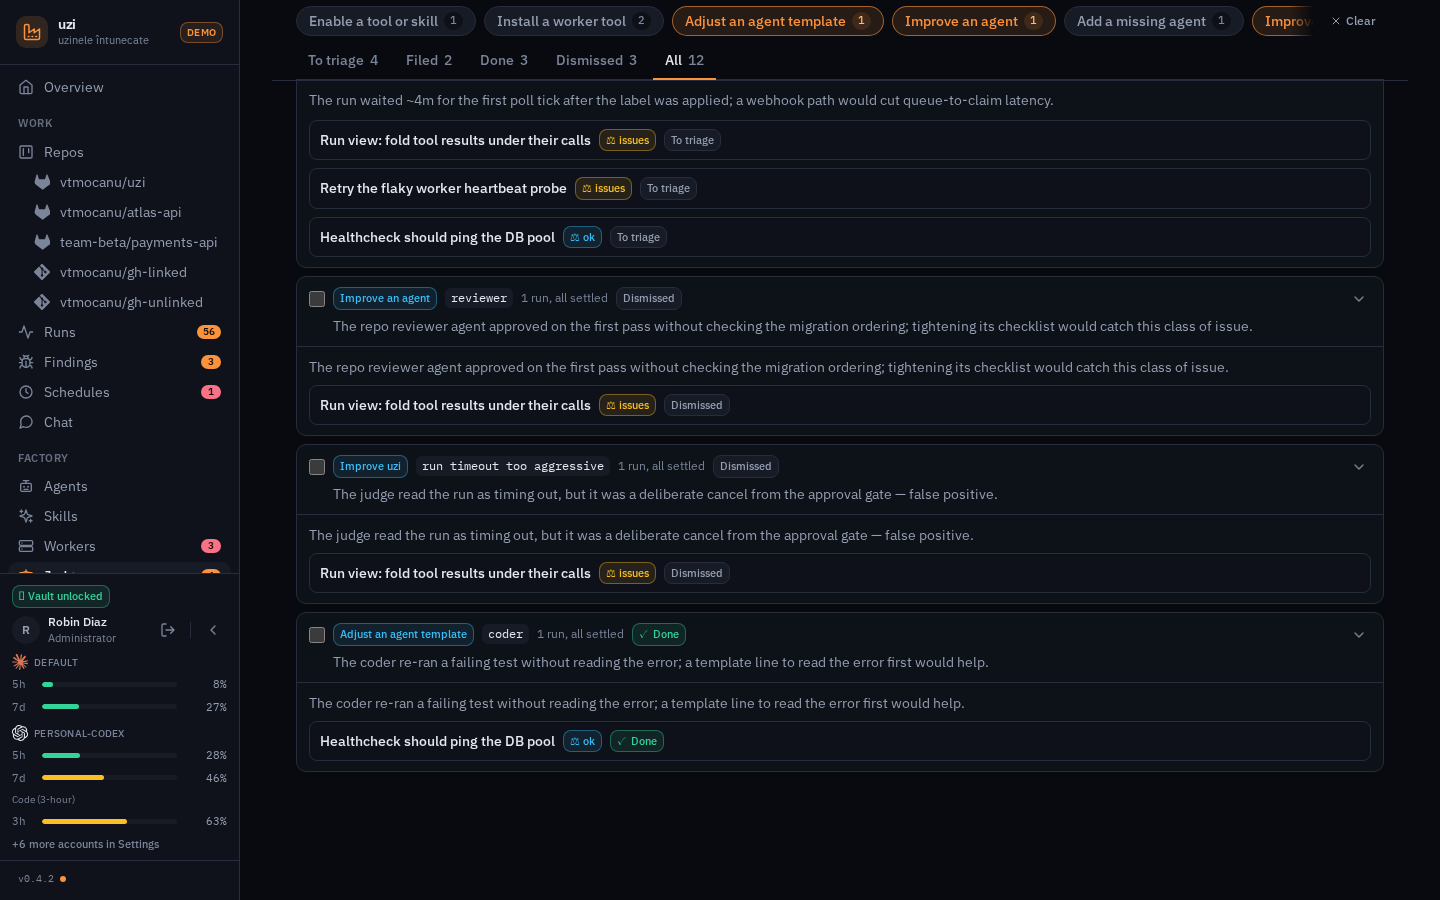 uzi
uzinele întunecate
DEMO
Overview
WORK
Repos
vtmocanu/uzi
vtmocanu/atlas-api
team-beta/payments-api
vtmocanu/gh-linked
vtmocanu/gh-unlinked
Runs 56
Findings 3
Schedules 1
Chat
FACTORY
Agents
Skills
Workers 3
Vault unlocked
R
Robin Diaz
Administrator
DEFAULT
5h 8%
7d 27%
PERSONAL-CODEX
5h 28%
7d 46%
Code (3-hour)
3h 63%
+6 more accounts in Settings
v0.4.2
Enable a tool or skill 1
Install a worker tool 2
Adjust an agent template 1
Improve an agent 1
Add a missing agent 1
Improv
Clear
To triage 4
Filed 2
Done 3
Dismissed 3
All 12
The run waited ~4m for the first poll tick after the label was applied; a webhook path would cut queue-to-claim latency.
Run view: fold tool results under their calls issues To triage
Retry the flaky worker heartbeat probe issues To triage
Healthcheck should ping the DB pool ok To triage
Improve an agent reviewer 1 run, all settled Dismissed
The repo reviewer agent approved on the first pass without checking the migration ordering; tightening its checklist would catch this class of issue.
The repo reviewer agent approved on the first pass without checking the migration ordering; tightening its checklist would catch this class of issue.
Run view: fold tool results under their calls issues Dismissed
Improve uzi run timeout too aggressive 1 run, all settled Dismissed
The judge read the run as timing out, but it was a deliberate cancel from the approval gate — false positive.
The judge read the run as timing out, but it was a deliberate cancel from the approval gate — false positive.
Run view: fold tool results under their calls issues Dismissed
Adjust an agent template coder 1 run, all settled ✓ Done
The coder re-ran a failing test without reading the error; a template line to read the error first would help.
The coder re-ran a failing test without reading the error; a template line to read the error first would help.
Healthcheck should ping the DB pool ok ✓ Done